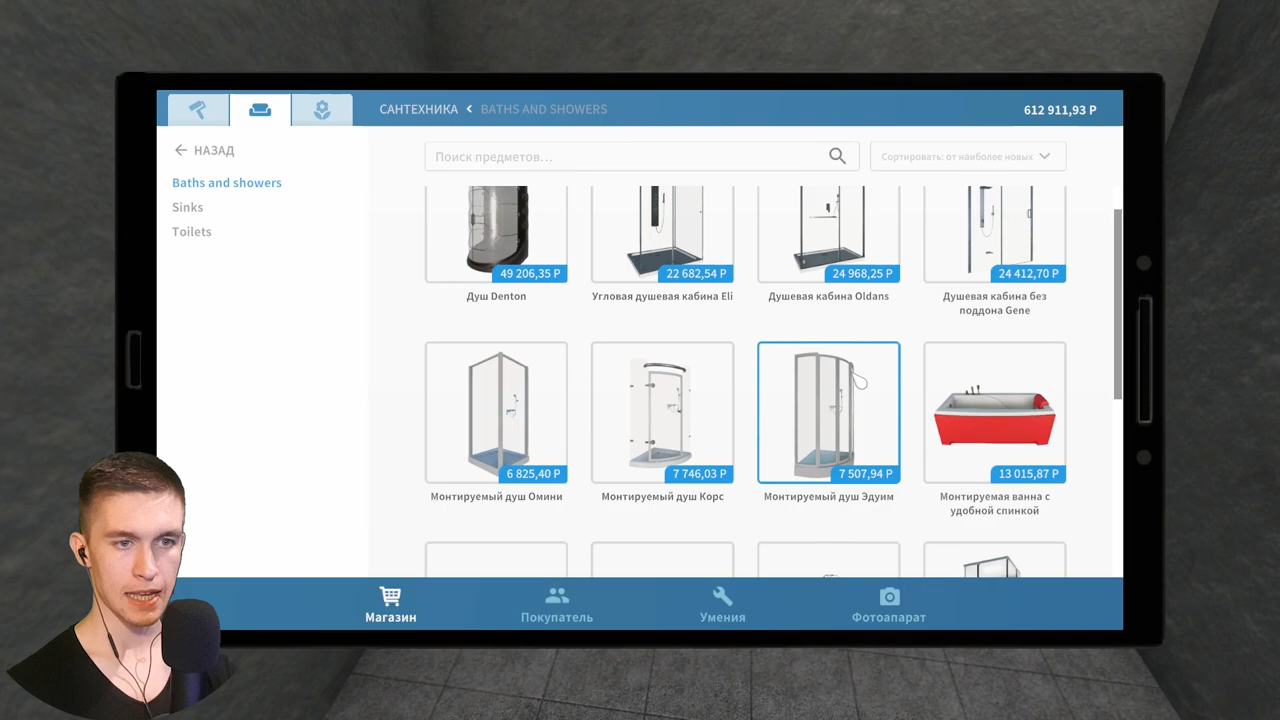 САНТЕХНИКА < BATHS AND SHOWERS
612 911,93 Р
НАЗАД
Baths and showers
Sinks
Toilets
Поиск предметов...
Сортировать: от наиболее новых
49 206,35 Р
22 682,54 Р
24 968,25 Р
24 412,70 Р
Душ Denton
Угловая душевая кабина Eli
Душевая кабина Oldans
Душевая кабина без
поддона Gene
6 825,40 Р
7 746,03 Р
7 507,94 Р
13 015,87 Р
Монтируемый душ Омини
Монтируемый душ Корс
Монтируемый душ Эдуим
Монтируемая ванна с
удобной спинкой
Магазин
Покупатель
Умения
Фотоапарат